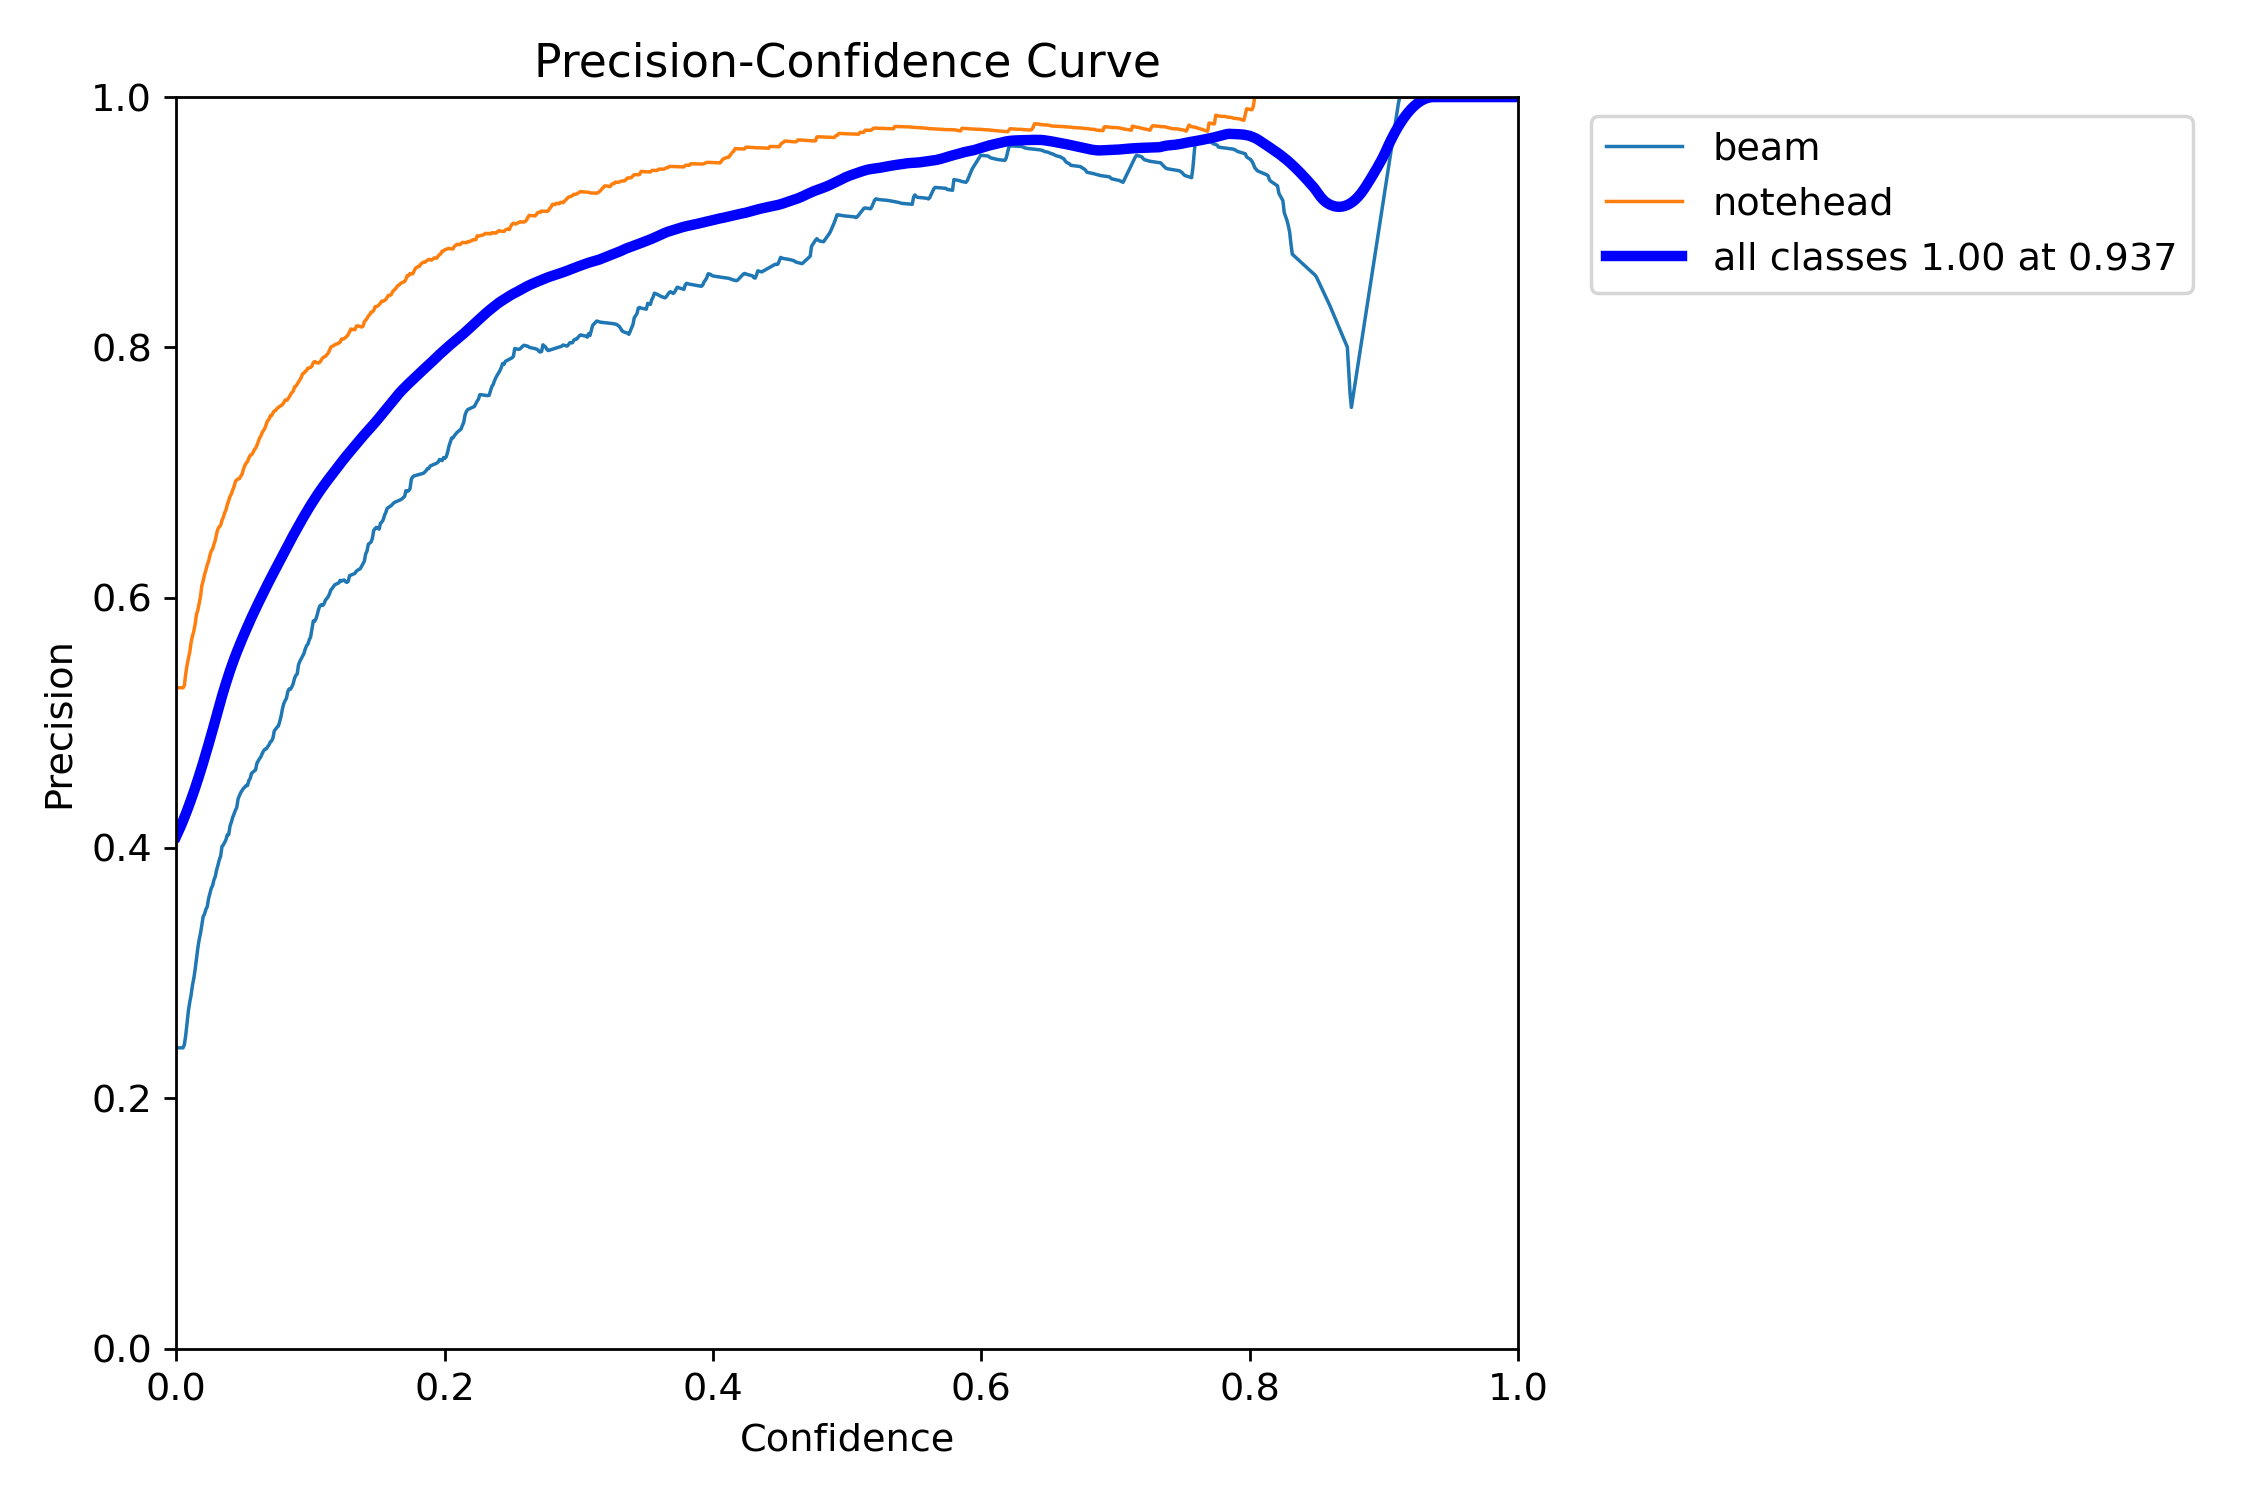 Precision-Confidence Curve
1.0
0.8
0.6
0.4
0.2
0.0
Precision
0.0 0.2 0.4 0.6 0.8 1.0
Confidence
beam
notehead
all classes 1.00 at 0.937